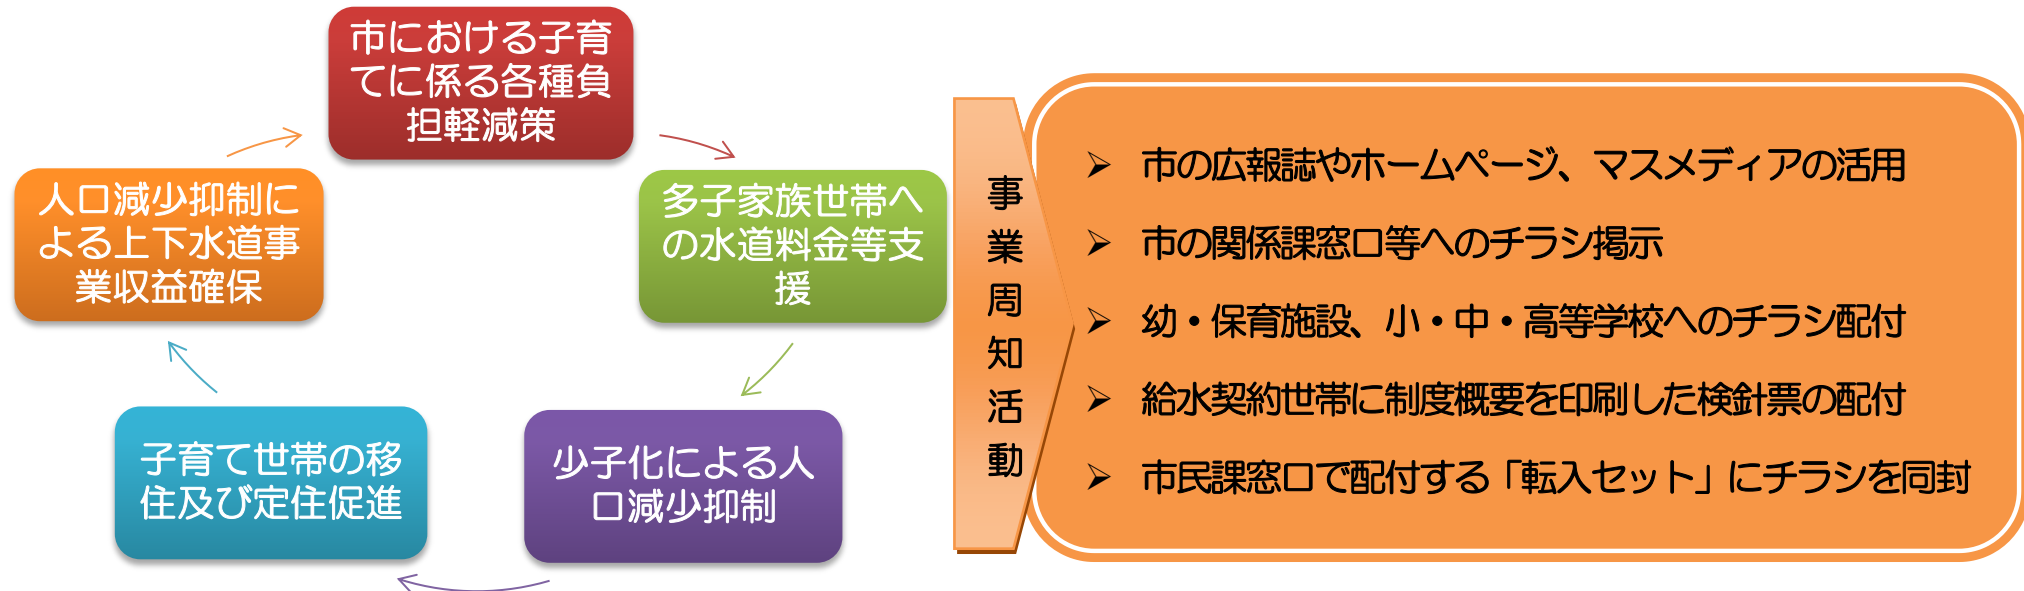 市における子育
てに係る各種負
担軽減策
多子家族世帯へ
の水道料金等支
援
少子化による人
口減少抑制
子育て世帯の移
住及び定住促進
人口減少抑制に
よる上下水道事
業収益確保
事
業
周
知
活
動
➢ 市の広報誌やホームページ、マスメディアの活用
➢ 市の関係課窓口等へのチラシ掲示
➢ 幼・保育施設、小・中・高等学校へのチラシ配付
➢ 給水契約世帯に制度概要を印刷した検針票の配付
➢ 市民課窓口で配付する「転入セット」にチラシを同封